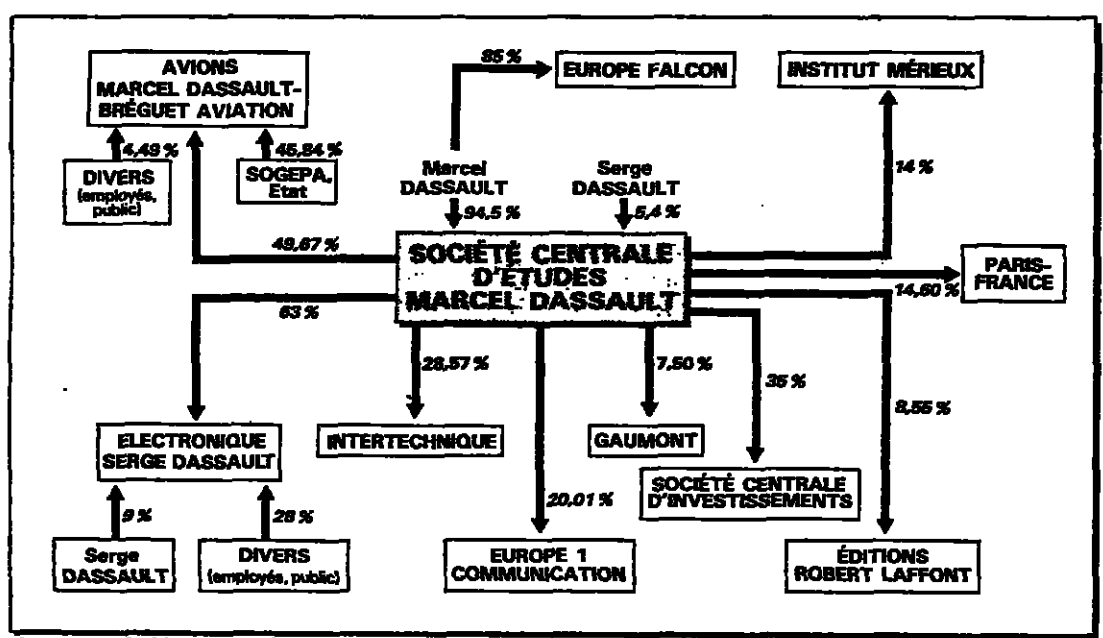 AVIONS
MARCEL DASSAULT-
BRÉGUET AVIATION
4,49 %
45,84 %
DIVERS
(employés,
public)
SOGEPA,
Etat
85 %
EUROPE FALCON
INSTITUT MÉRIEUX
Marcel
DASSAULT
Serge
DASSAULT
94,5 %
5,4 %
14 %
49,67 %
SOCIÉTÉ CENTRALE
D'ÉTUDES
MARCEL DASSAULT
PARIS-
FRANCE
14,60 %
63 %
28,57 %
7,50 %
35 %
8,55 %
ELECTRONIQUE
SERGE DASSAULT
INTERTECHNIQUE
GAUMONT
SOCIÉTÉ CENTRALE
D'INVESTISSEMENTS
9 %
28 %
20,01 %
Serge
DASSAULT
DIVERS
(employés, public)
EUROPE 1
COMMUNICATION
ÉDITIONS
ROBERT LAFFONT